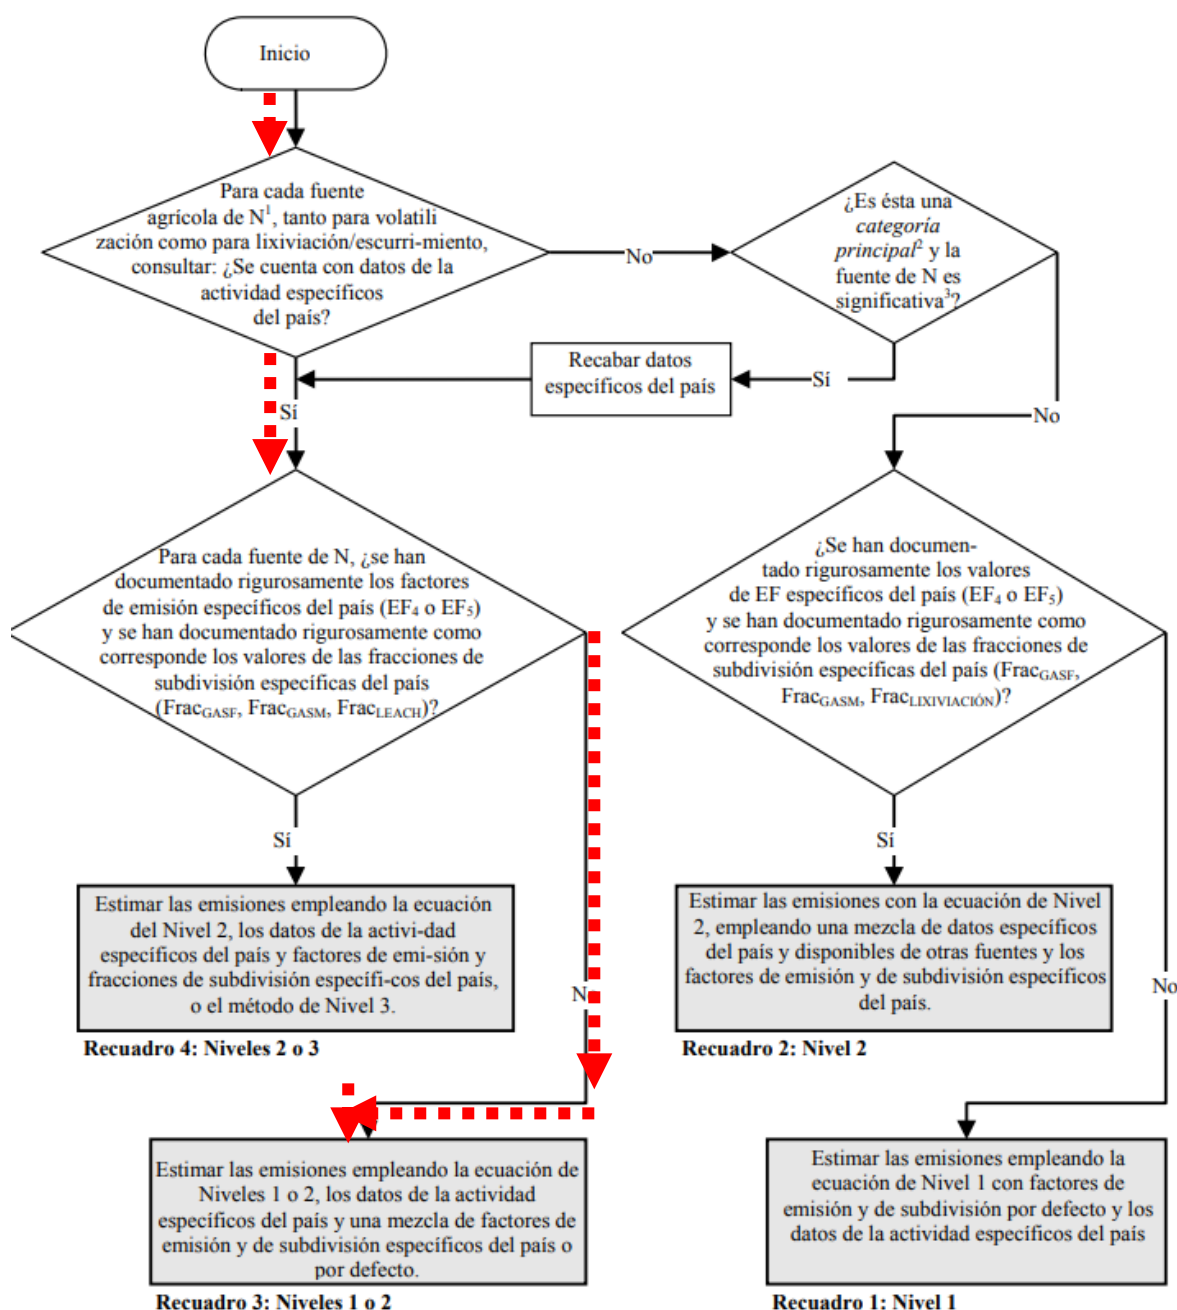 Inicio
Para cada fuente
agrícola de N¹, tanto para volatili
zación como para lixiviación/escurri-miento,
consultar: ¿Se cuenta con datos de la
actividad específicos
del país?
No
¿Es ésta una
categoría
principal² y la
fuente de N es
significativa³?
Recabar datos
específicos del país
Sí
Sí
No
Para cada fuente de N, ¿se han
documentado rigurosamente los factores
de emisión específicos del país (EF₄ o EF₅)
y se han documentado rigurosamente como
corresponde los valores de las fracciones de
subdivisión específicas del país
(Frac_GASF, Frac_GASM, Frac_LEACH)?
¿Se han documen-
tado rigurosamente los valores
de EF específicos del país (EF₄ o EF₅)
y se han documentado rigurosamente como
corresponde los valores de las fracciones de
subdivisión específicas del país (Frac_GASF,
Frac_GASM, Frac_LIXIVIACIÓN)?
Sí
Sí
Estimar las emisiones empleando la ecuación
del Nivel 2, los datos de la activi-dad
específicos del país y factores de emi-sión y
fracciones de subdivisión específi-cos del país,
o el método de Nivel 3.
No
Recuadro 4: Niveles 2 o 3
Estimar las emisiones con la ecuación de Nivel
2, empleando una mezcla de datos específicos
del país y disponibles de otras fuentes y los
factores de emisión y de subdivisión específicos
del país.
No
Recuadro 2: Nivel 2
Estimar las emisiones empleando la ecuación de
Niveles 1 o 2, los datos de la actividad
específicos del país y una mezcla de factores de
emisión y de subdivisión específicos del país o
por defecto.
Recuadro 3: Niveles 1 o 2
Estimar las emisiones empleando la
ecuación de Nivel 1 con factores de
emisión y de subdivisión por defecto y los
datos de la actividad específicos del país
Recuadro 1: Nivel 1